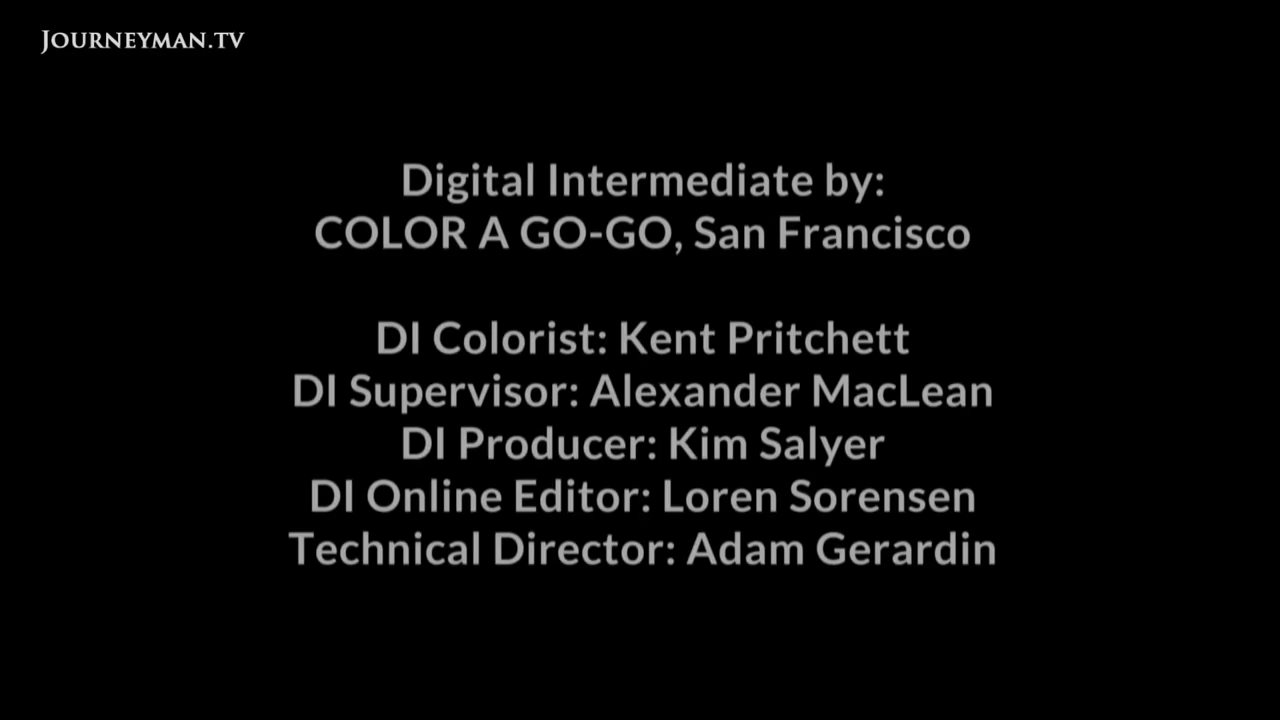 JOURNEYMAN.TV
Digital Intermediate by:
COLOR A GO-GO, San Francisco
DI Colorist: Kent Pritchett
DI Supervisor: Alexander MacLean
DI Producer: Kim Salyer
DI Online Editor: Loren Sorensen
Technical Director: Adam Gerardin